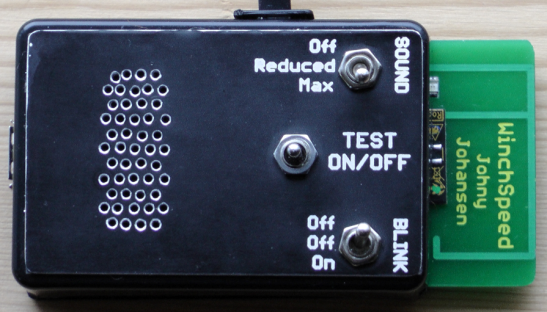 Off
Reduced
Max
SOUND
TEST
ON/OFF
Off
Off
On
BLINK
WinchSpeed
Johny
Johansen